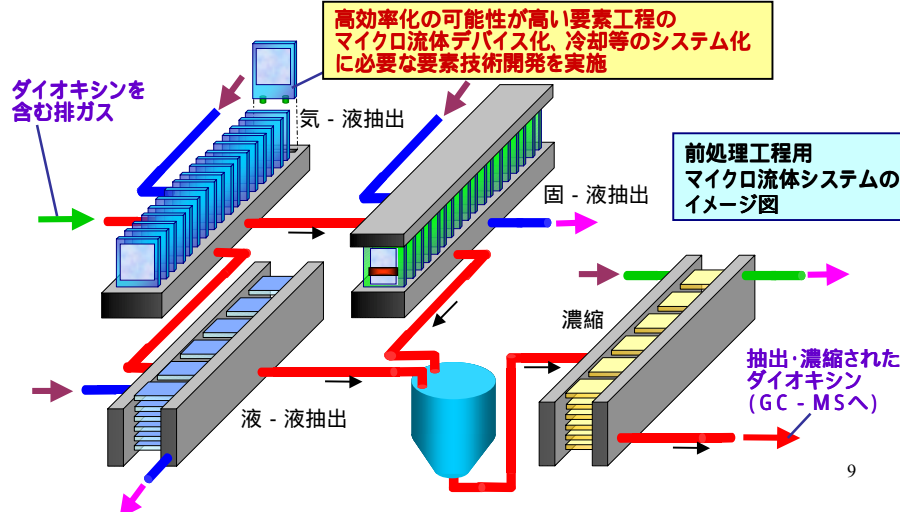 高効率化の可能性が高い要素工程の
マイクロ流体デバイス化、冷却等のシステム化
に必要な要素技術開発を実施
ダイオキシンを
含む排ガス
気 - 液抽出
前処理工程用
マイクロ流体システムの
イメージ図
固 - 液抽出
濃縮
抽出・濃縮された
ダイオキシン
(GC - MSへ)
液 - 液抽出
9